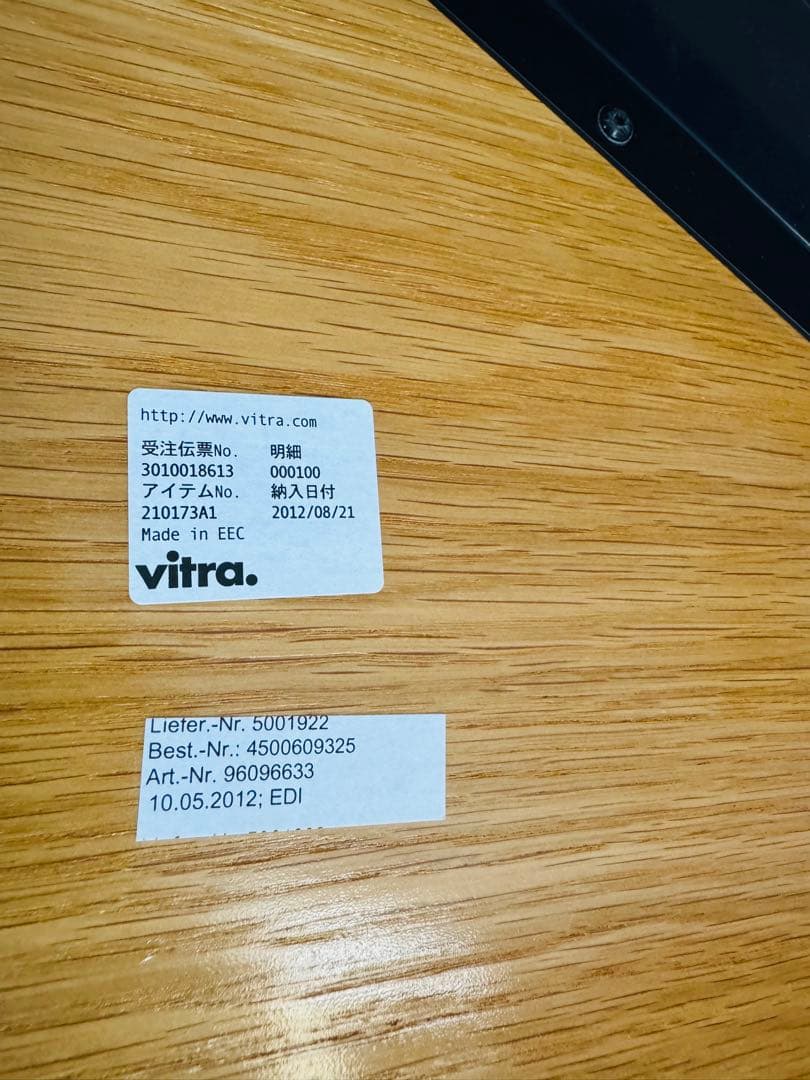 http://www.vitra.com
受注伝票No. 明細
3010018613 000100
アイテムNo. 納入日付
210173A1 2012/08/21
Made in EEC
vitra.
Liefer.-Nr. 5001922
Best.-Nr.: 4500609325
Art.-Nr. 96096633
10.05.2012; EDI